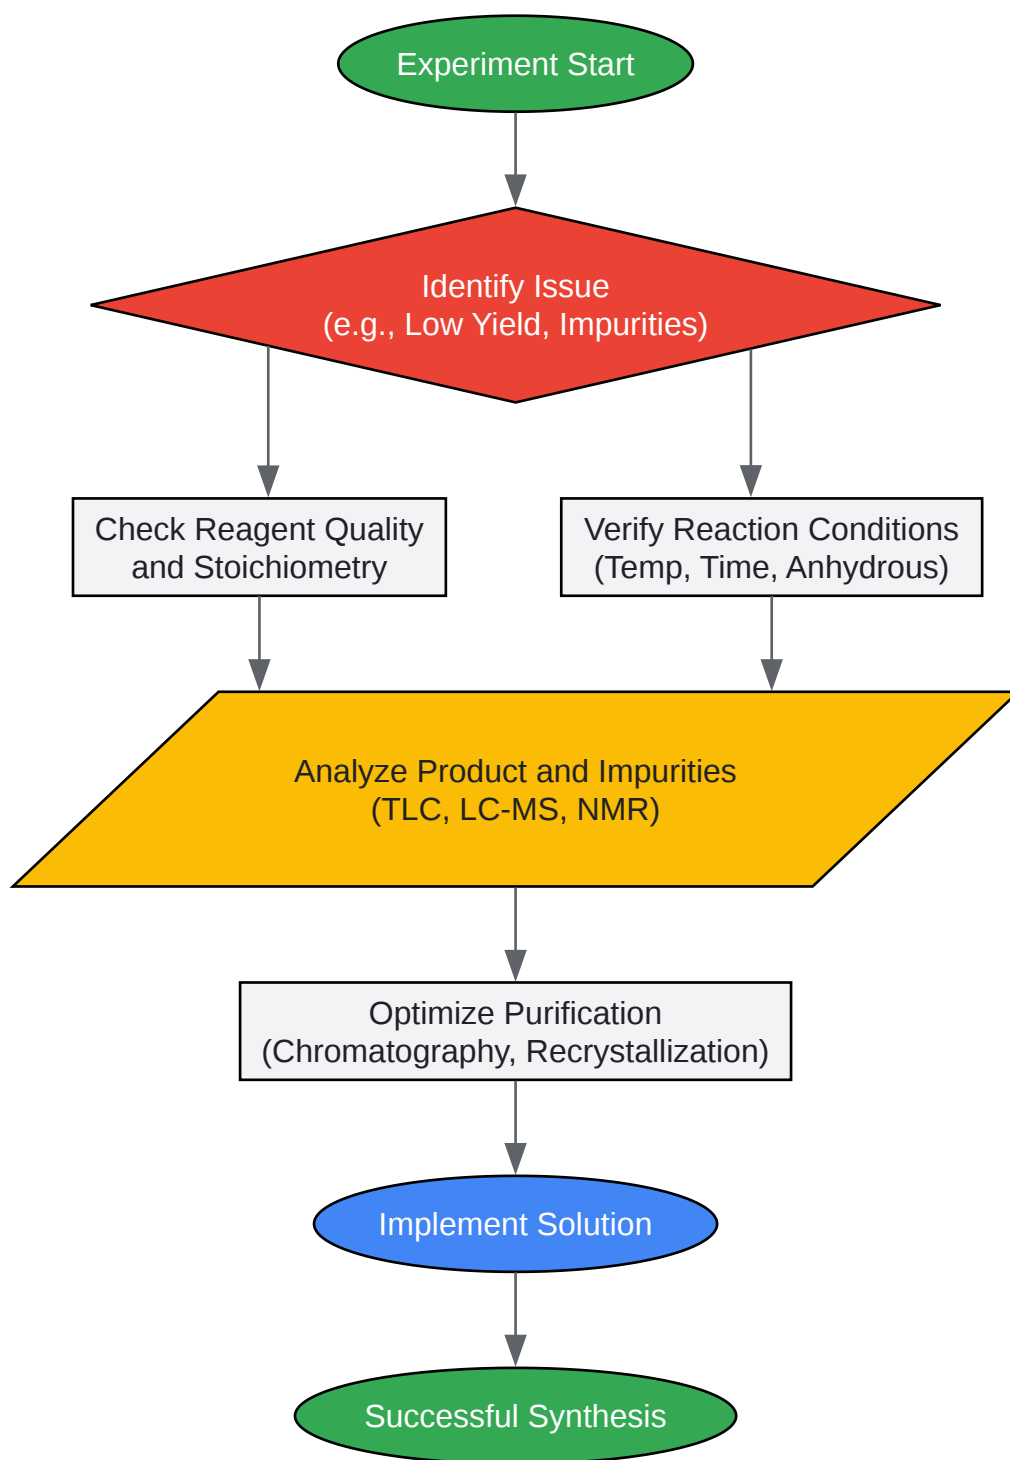 Experiment Start
Identify Issue
(e.g., Low Yield, Impurities)
Check Reagent Quality
and Stoichiometry
Verify Reaction Conditions
(Temp, Time, Anhydrous)
Analyze Product and Impurities
(TLC, LC-MS, NMR)
Optimize Purification
(Chromatography, Recrystallization)
Implement Solution
Successful Synthesis